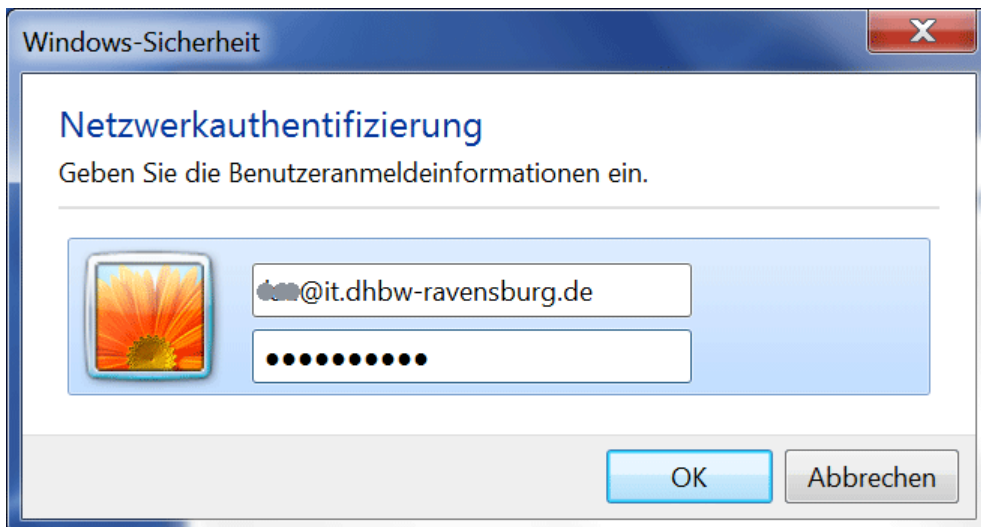 Windows-Sicherheit
Netzwerkauthentifizierung
Geben Sie die Benutzeranmeldeinformationen ein.
@it.dhbw-ravensburg.de
●●●●●●●●●●
OK
Abbrechen